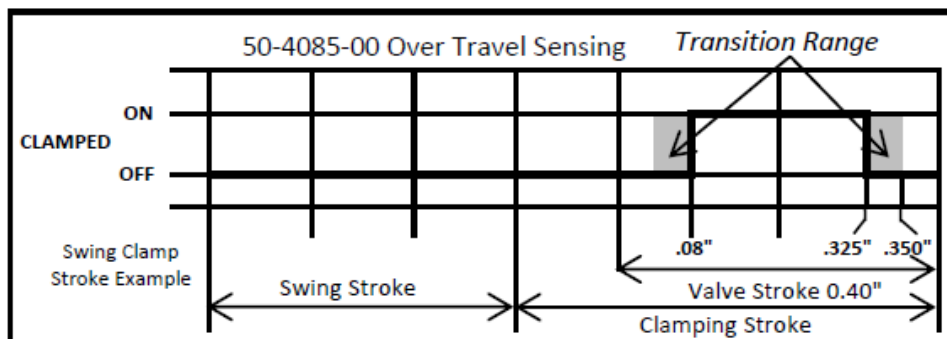 50-4085-00 Over Travel Sensing
Transition Range
ON
CLAMPED
OFF
.08"
.325"
.350"
Swing Clamp
Stroke Example
Swing Stroke
Valve Stroke 0.40"
Clamping Stroke